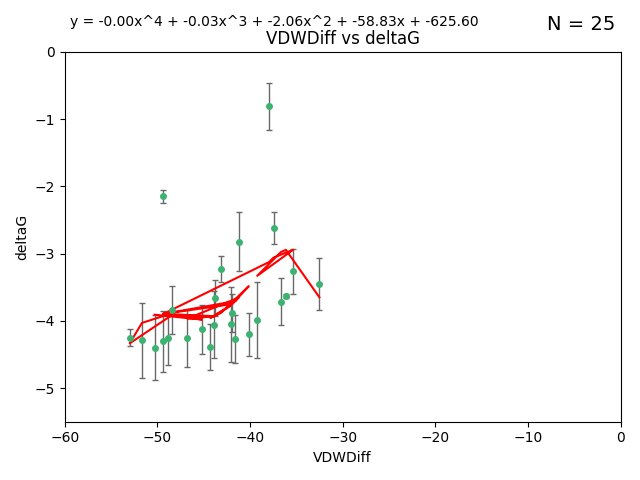 y = -0.00x^4 + -0.03x^3 + -2.06x^2 + -58.83x + -625.60
N = 25
VDWDiff vs deltaG
0
−1
−2
−3
−4
−5
deltaG
−60 −50 −40 −30 −20 −10 0
VDWDiff